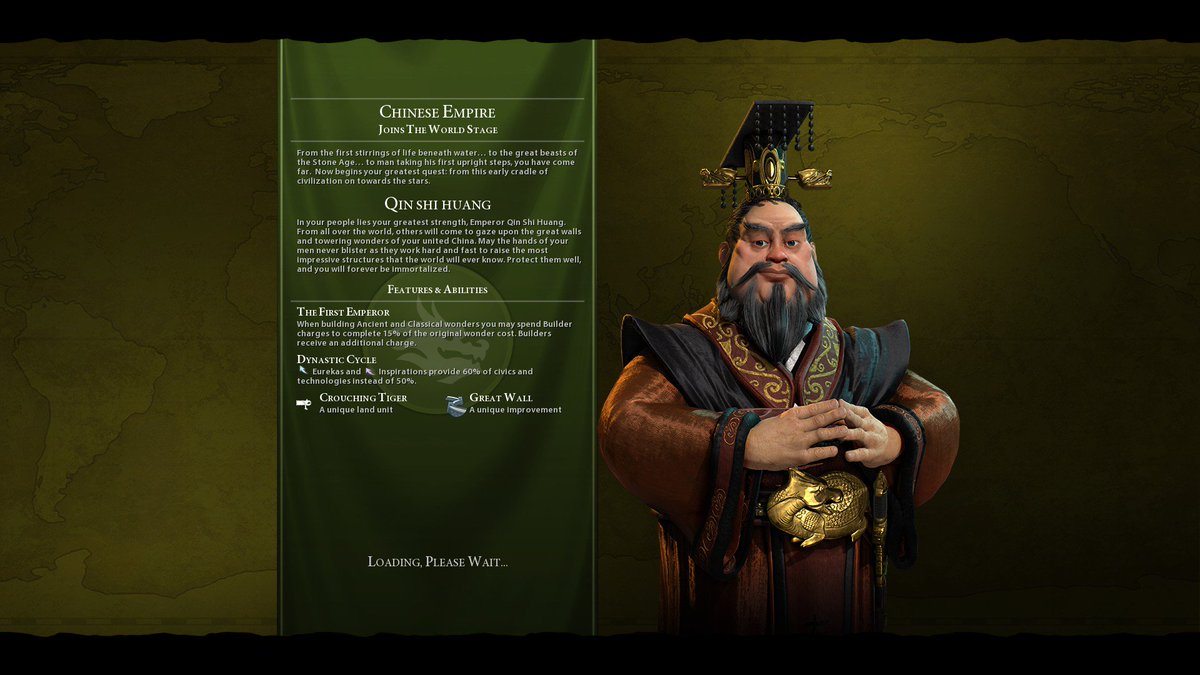 Chinese Empire
Joins The World Stage
From the first stirrings of life beneath water... to the great beasts of
the Stone Age... to man taking his first upright steps, you have come
far. Now begins your greatest quest: from this early cradle of
civilization on towards the stars.
Qin Shi Huang
In your people lies your greatest strength, Emperor Qin Shi Huang.
From all over the world, others will come to gaze upon the great walls
and towering wonders of your united China. May the hands of your
men never blister as they work hard and fast to raise the most
impressive structures that the world will ever know. Protect them well,
and you will forever be immortalized.
Features & Abilities
The First Emperor
When building Ancient and Classical wonders you may spend Builder
charges to complete 15% of the original wonder cost. Builders
receive an additional charge.
Dynastic Cycle
Eurekas and Inspirations provide 60% of civics and
technologies instead of 50%.
Crouching Tiger
A unique land unit
Great Wall
A unique improvement
Loading, Please Wait...